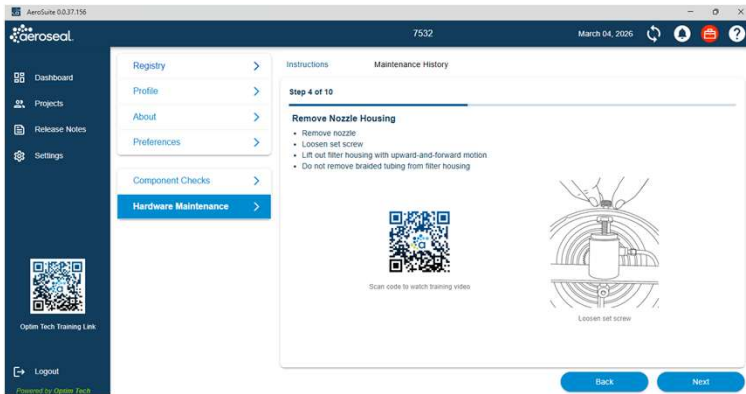 AeroSuite 0.0.37.156
aeroseal.
7532
March 04, 2026
Dashboard
Projects
Release Notes
Settings
Optim Tech Training Link
Logout
Powered by Optim Tech
Registry
Profile
About
Preferences
Component Checks
Hardware Maintenance
Instructions
Maintenance History
Step 4 of 10
Remove Nozzle Housing
• Remove nozzle
• Loosen set screw
• Lift out filter housing with upward-and-forward motion
• Do not remove braided tubing from filter housing
Scan code to watch training video
Loosen set screw
Back
Next